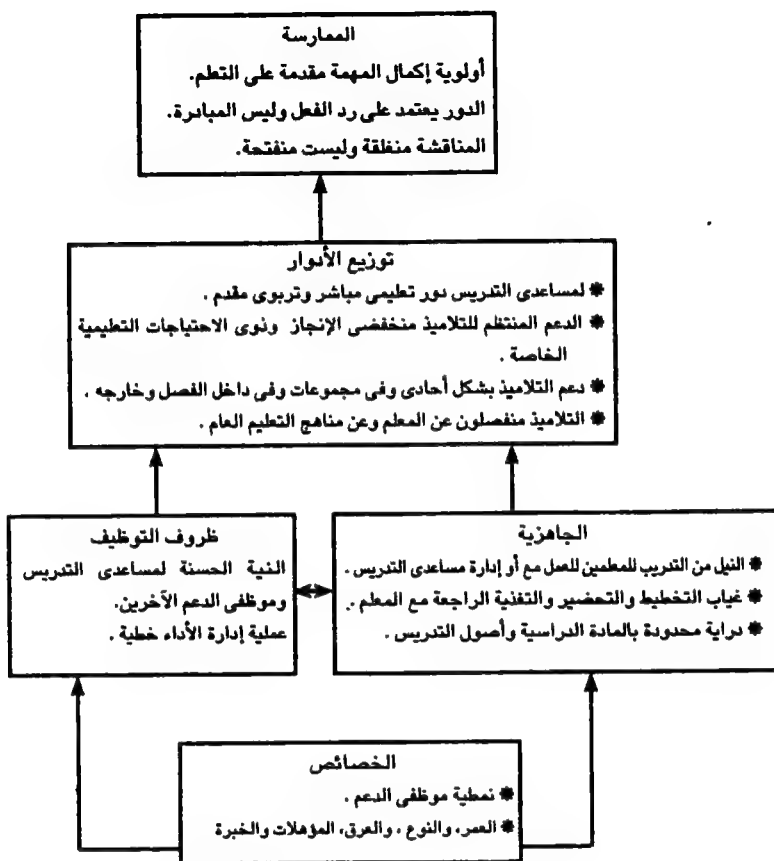 الممارسة
أولوية إكمال المهمة مقدمة على التعلم.
الدور يعتمد على رد الفعل وليس المبادرة.
المناقشة منغلقة وليست منفتحة.
توزيع الأدوار
* لمساعدى التدريس دور تعليمى مباشر وتربوى مقدم .
* الدعم المنتظم للتلاميذ منخفضى الإنجاز وذوى الاحتياجات التعليمية
الخاصة .
* دعم التلاميذ بشكل أحادى وفى مجموعات وفى داخل الفصل وخارجه .
* التلاميذ منفصلون عن المعلم وعن مناهج التعليم العام .
الجاهزية
* النيل من التدريب للمعلمين للعمل مع أو إدارة مساعدى التدريس .
* غياب التخطيط والتحضير والتغذية الراجعة مع المعلم .
* دراية محدودة بالمادة الدراسية وأصول التدريس .
ظروف التوظيف
النية الحسنة لمساعدى التدريس
وموظفى الدعم الآخرين.
عملية إدارة الأداء خطية .
الخصائص
* نمطية موظفى الدعم .
* العمر، والنوع ، والعرق، المؤهلات والخبرة